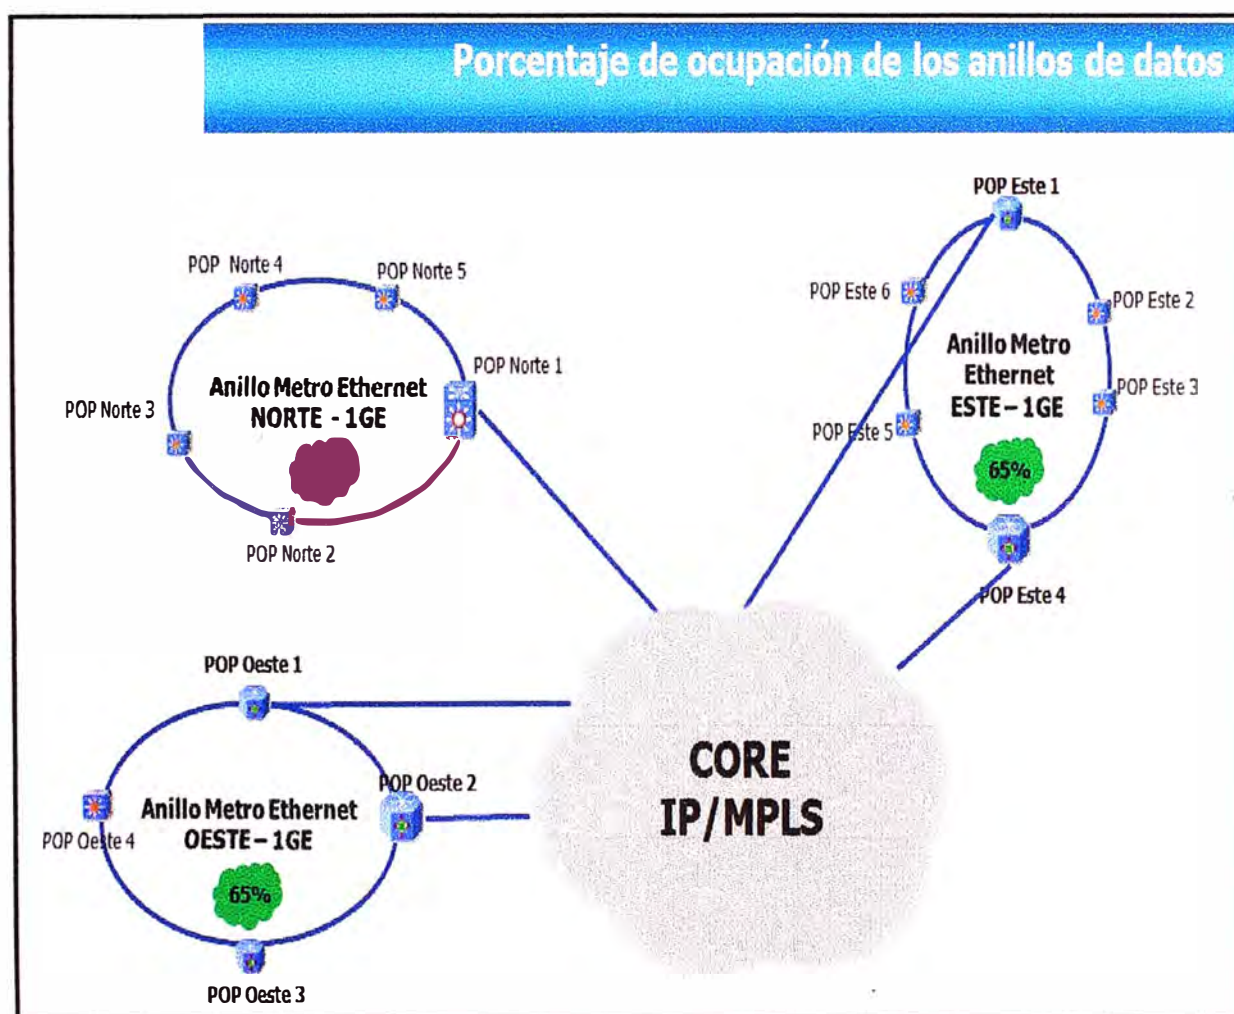 Porcentaje de ocupación de los anillos de datos
POP Este 1
POP Norte 4
POP Norte 5
POP Este 6
POP Este 2
Anillo Metro
Ethernet
ESTE – 1GE
POP Norte 1
Anillo Metro Ethernet
NORTE - 1GE
POP Este 3
POP Norte 3
POP Este 5
65%
POP Norte 2
POP Este 4
POP Oeste 1
CORE
IP/MPLS
POP Oeste 2
Anillo Metro Ethernet
OESTE – 1GE
POP Oeste 4
65%
POP Oeste 3